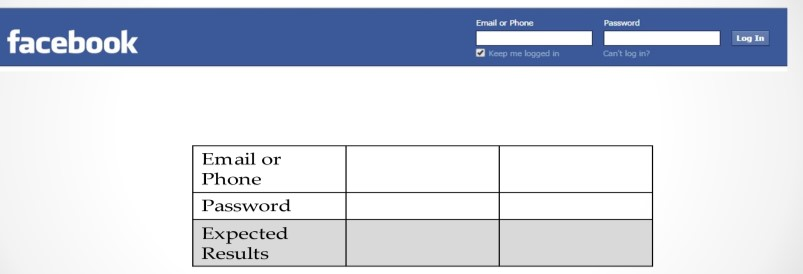 facebook
Email or Phone
Password
Log In
Keep me logged in
Can't log in?
Email or
Phone
Password
Expected
Results